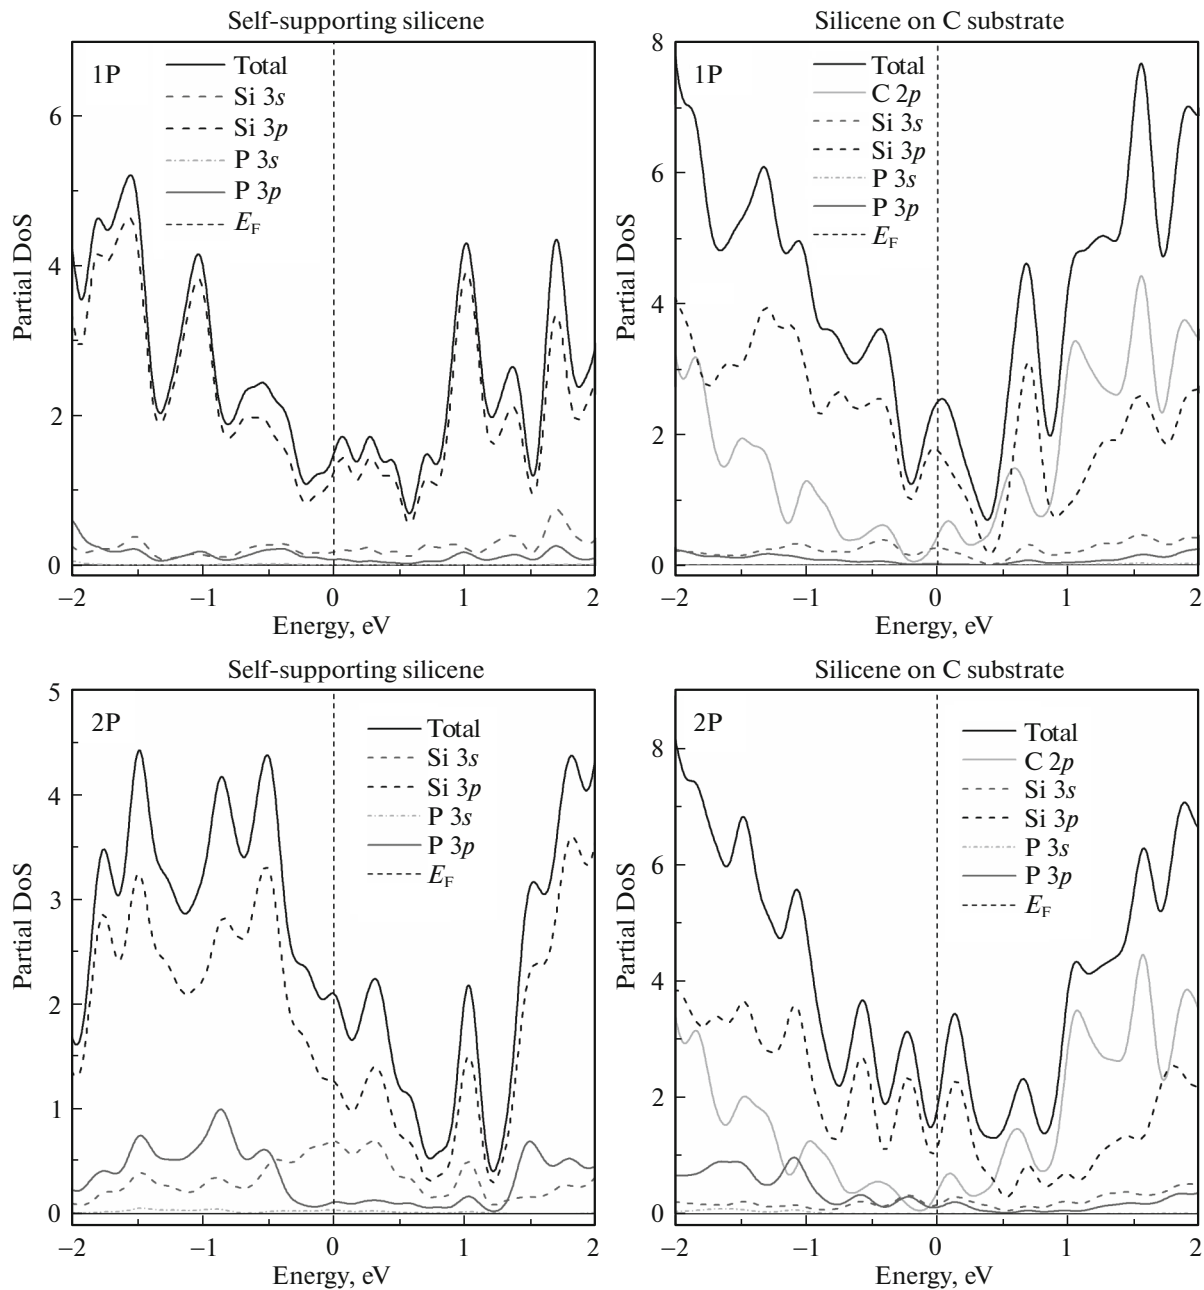 Self-supporting silicene
1P
Total
Si 3s
Si 3p
P 3s
P 3p
E_F
Partial DoS
6
4
2
0
−2
−1
0
1
2
Energy, eV
Silicene on C substrate
1P
Total
C 2p
Si 3s
Si 3p
P 3s
P 3p
E_F
Partial DoS
8
6
4
2
0
−2
−1
0
1
2
Energy, eV
Self-supporting silicene
2P
Total
Si 3s
Si 3p
P 3s
P 3p
E_F
Partial DoS
5
4
3
2
1
0
−2
−1
0
1
2
Energy, eV
Silicene on C substrate
2P
Total
C 2p
Si 3s
Si 3p
P 3s
P 3p
E_F
Partial DoS
8
6
4
2
0
−2
−1
0
1
2
Energy, eV